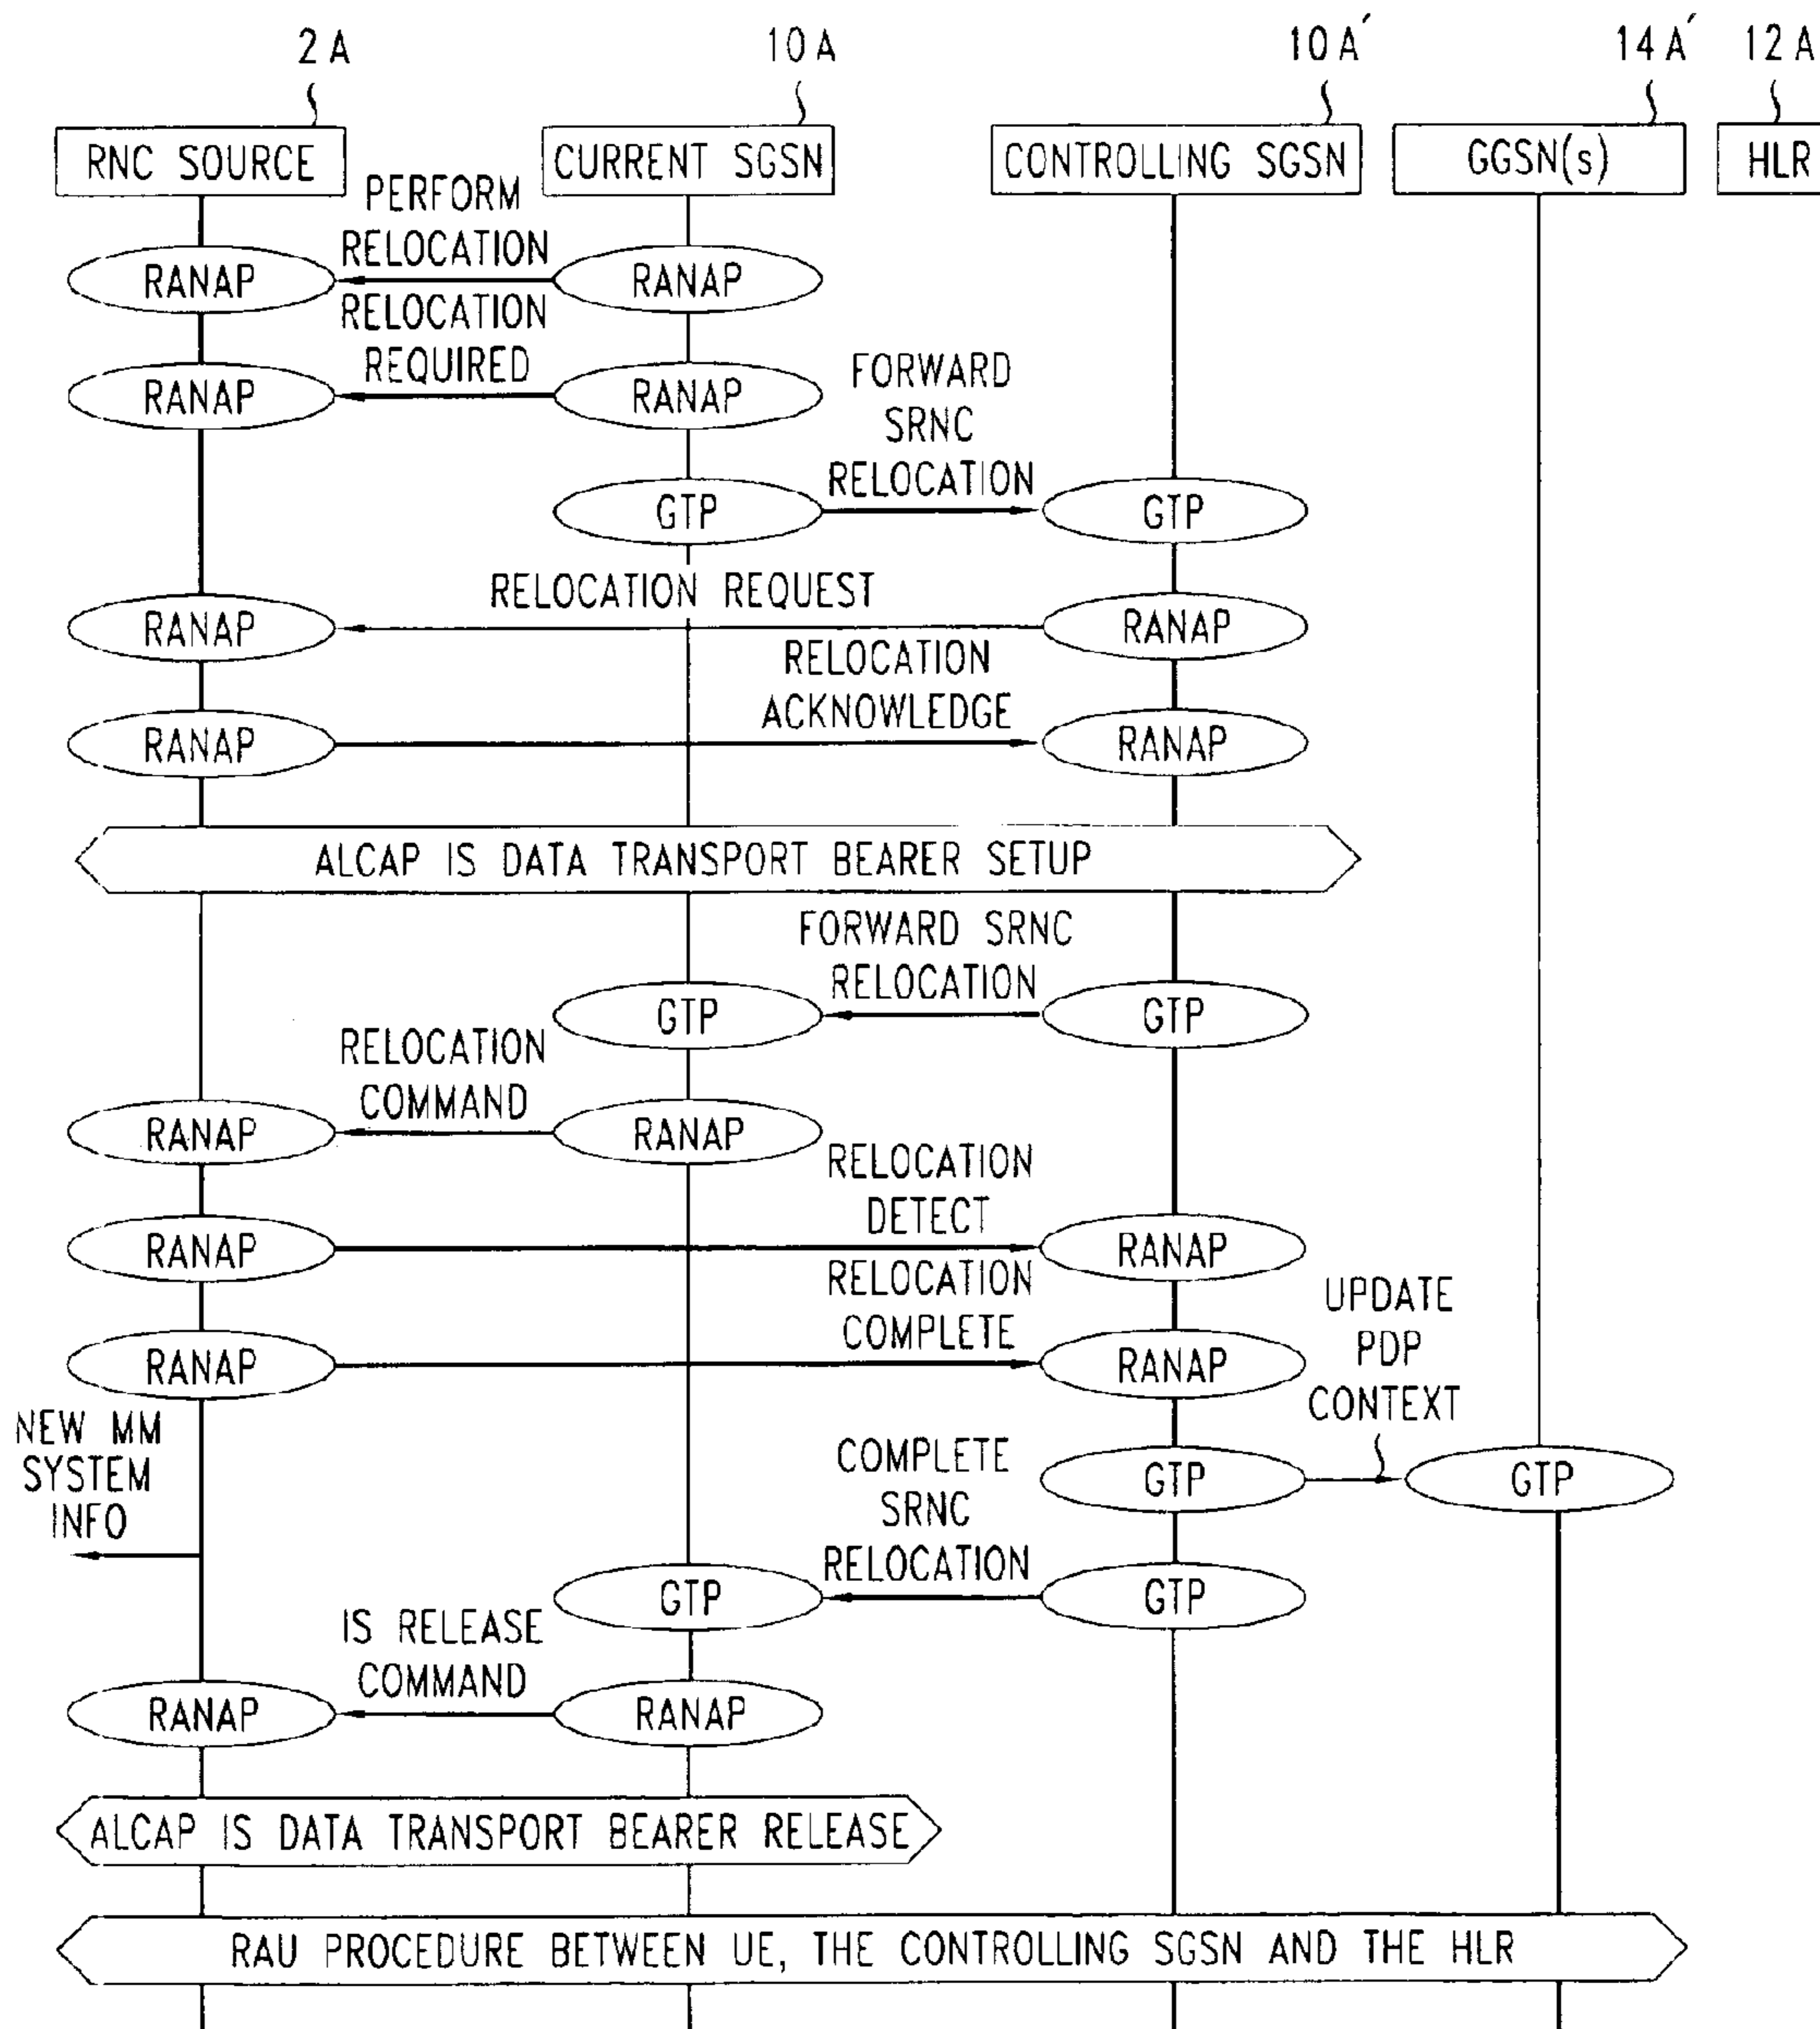 2A
10A
10A′
14A′
12A
RNC SOURCE
CURRENT SGSN
CONTROLLING SGSN
GGSN(s)
HLR
PERFORM
RELOCATION
RANAP
RANAP
RELOCATION
REQUIRED
RANAP
RANAP
FORWARD
SRNC
RELOCATION
GTP
GTP
RELOCATION REQUEST
RANAP
RANAP
RELOCATION
ACKNOWLEDGE
RANAP
RANAP
ALCAP IS DATA TRANSPORT BEARER SETUP
FORWARD SRNC
RELOCATION
GTP
GTP
RELOCATION
COMMAND
RANAP
RANAP
RELOCATION
DETECT
RANAP
RANAP
RELOCATION
COMPLETE
RANAP
RANAP
UPDATE
PDP
CONTEXT
NEW MM
SYSTEM
INFO
GTP
GTP
COMPLETE
SRNC
RELOCATION
GTP
GTP
IS RELEASE
COMMAND
RANAP
RANAP
ALCAP IS DATA TRANSPORT BEARER RELEASE
RAU PROCEDURE BETWEEN UE, THE CONTROLLING SGSN AND THE HLR